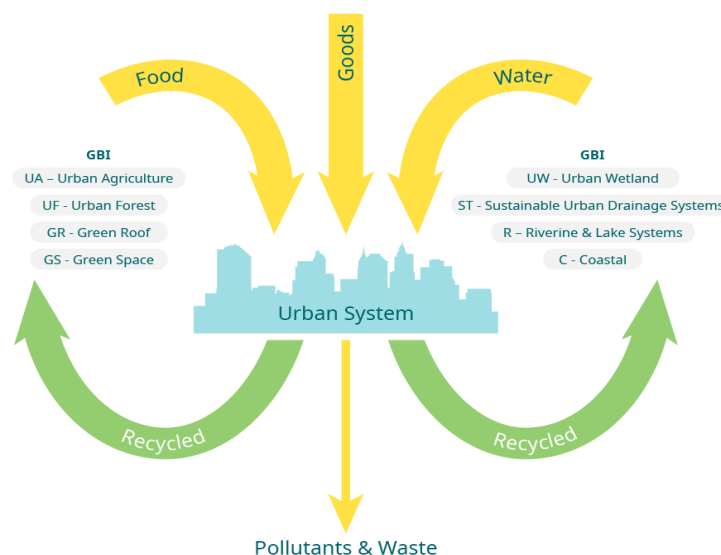 Food
Goods
Water
GBI
UA – Urban Agriculture
UF - Urban Forest
GR - Green Roof
GS - Green Space
GBI
UW - Urban Wetland
ST - Sustainable Urban Drainage Systems
R – Riverine & Lake Systems
C - Coastal
Urban System
Recycled
Recycled
Pollutants & Waste